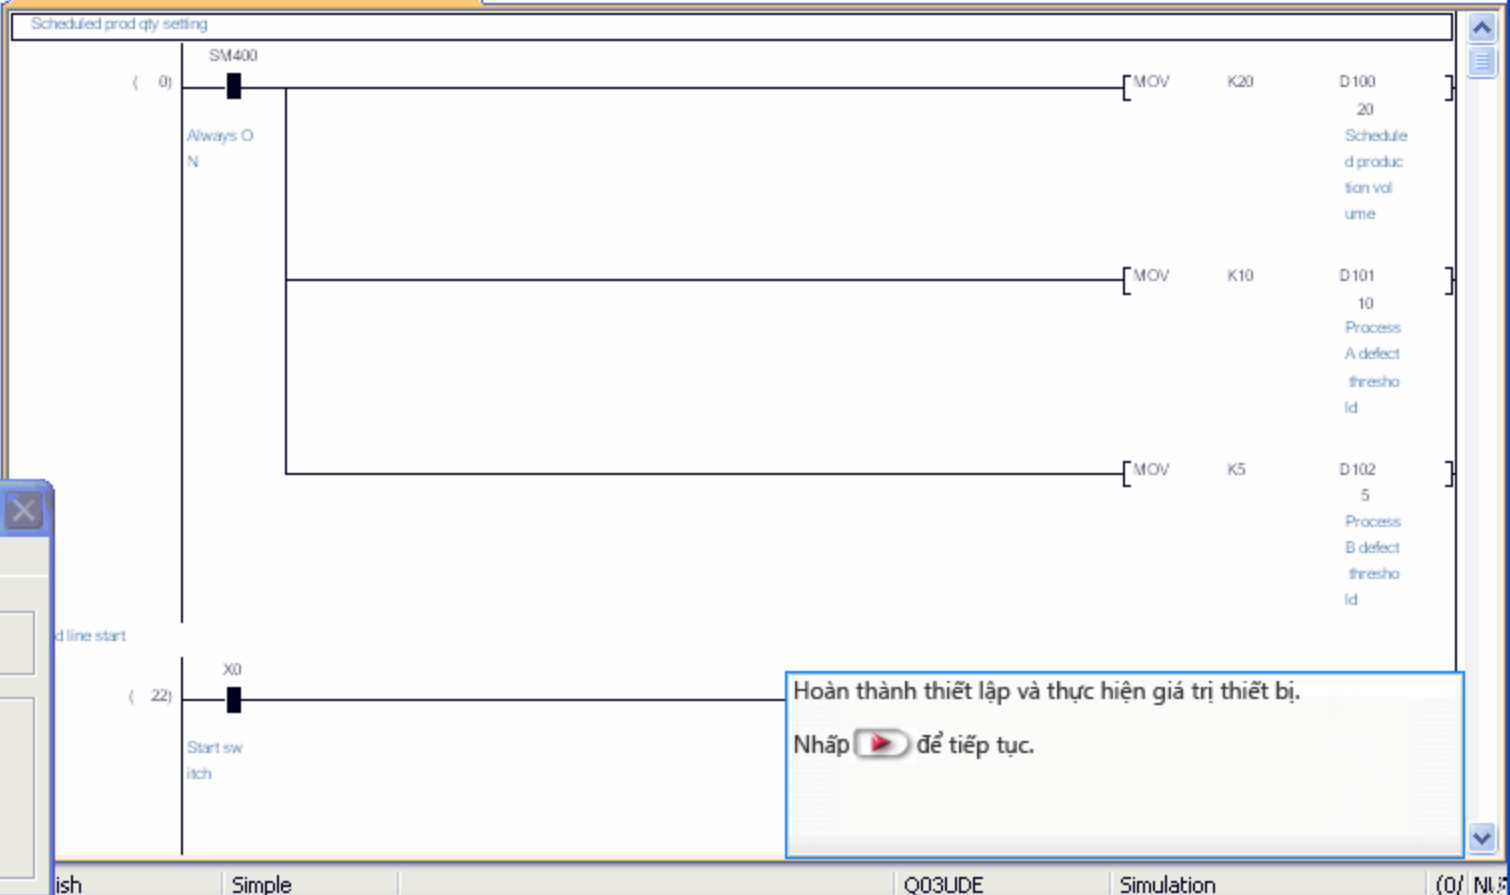 Scheduled prod qty setting
SM400
( 0)
MOV K20 D100
20
Always O
N
Schedule
d produc
tion vol
ume
MOV K10 D101
10
Process
A defect
thresho
ld
MOV K5 D102
5
Process
B defect
thresho
ld
d line start
X0
( 22)
Start sw
itch
Hoàn thành thiết lập và thực hiện giá trị thiết bị.
Nhấp để tiếp tục.
ish Simple Q03UDE Simulation (0/